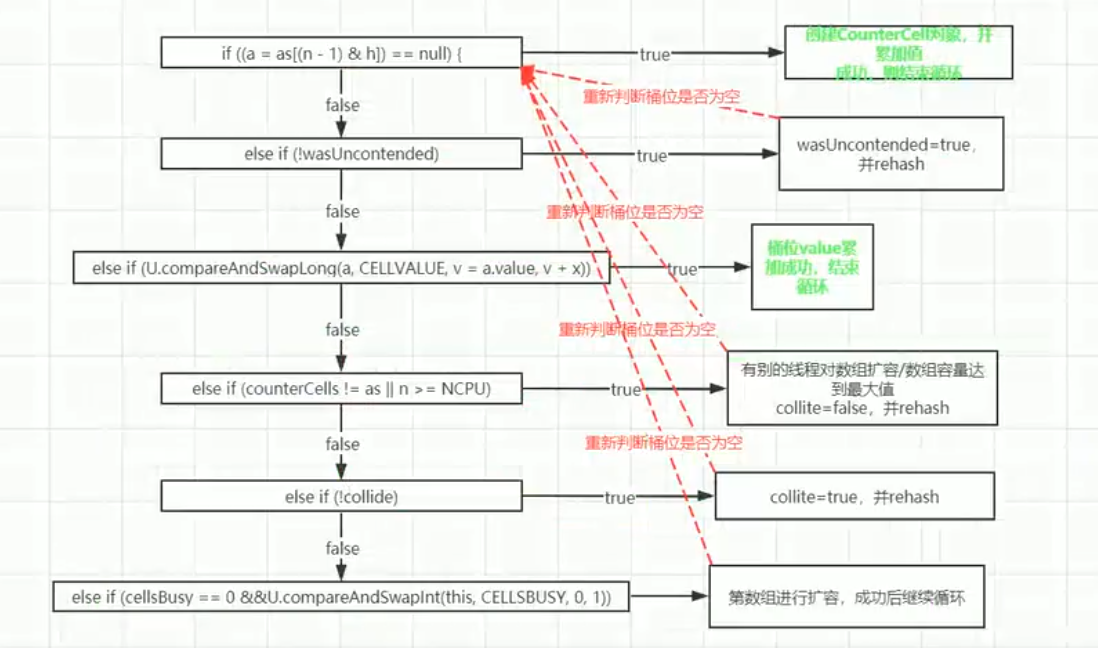 if ((a = as[(n - 1) & h]) == null) {
true
创建CounterCell对象，并
累加值
成功，则结束循环
重新判断桶位是否为空
false
else if (!wasUncontended)
true
wasUncontended=true，
并rehash
false
重新判断桶位是否为空
else if (U.compareAndSwapLong(a, CELLVALUE, v = a.value, v + x))
true
桶位value累
加成功，结束
循环
false
重新判断桶位是否为空
else if (counterCells != as || n >= NCPU)
true
有别的线程对数组扩容/数组容量达
到最大值
collite=false，并rehash
false
重新判断桶位是否为空
else if (!collide)
true
collite=true，并rehash
false
else if (cellsBusy == 0 &&U.compareAndSwapInt(this, CELLSBUSY, 0, 1))
第数组进行扩容，成功后继续循环